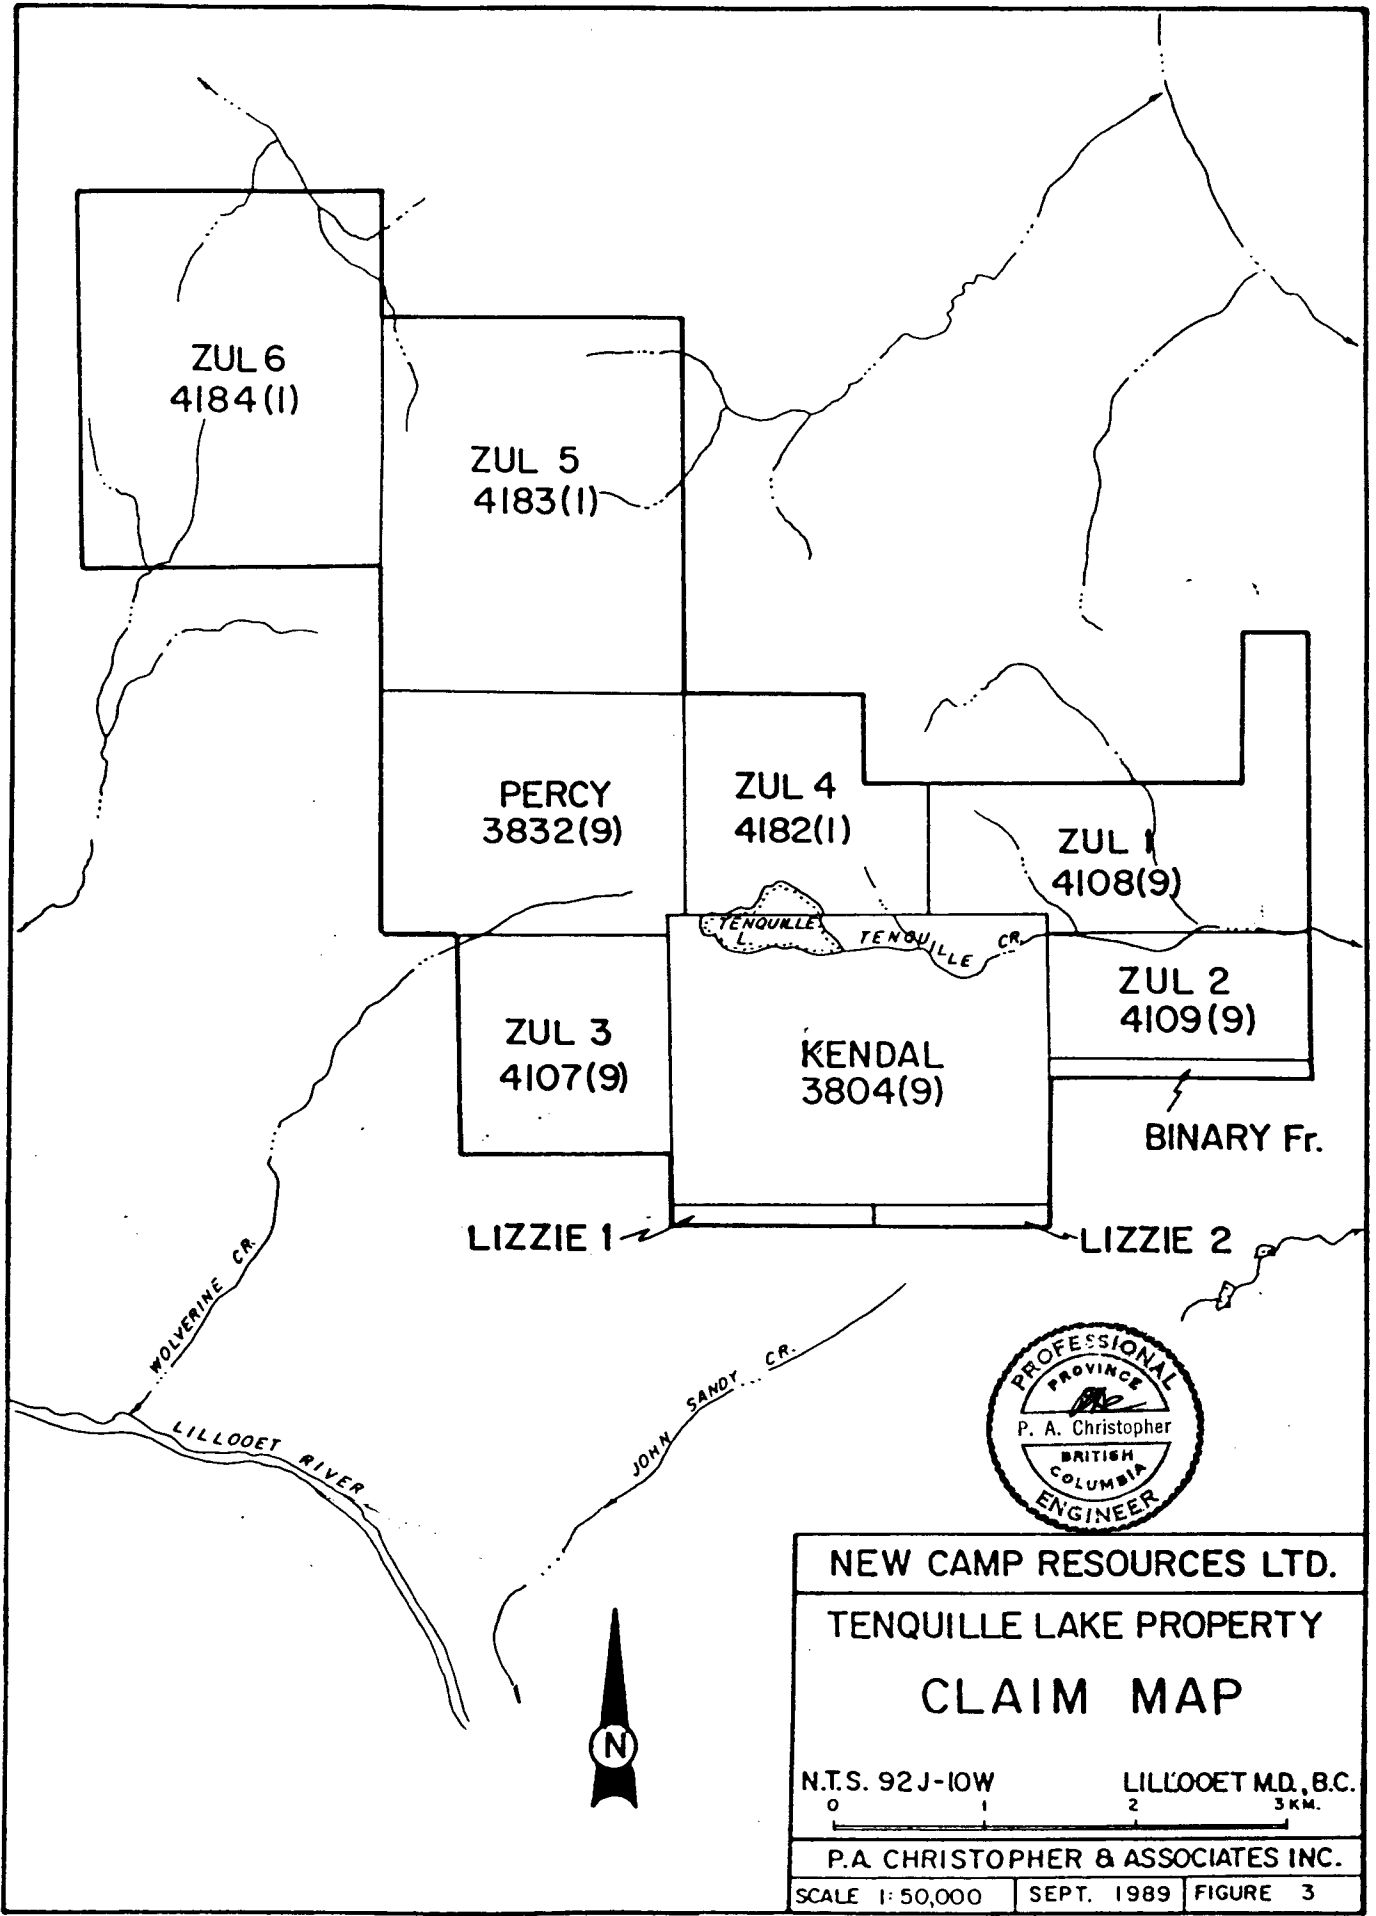 ZUL 6
4184(1)
ZUL 5
4183(1)
PERCY
3832(9)
ZUL 4
4182(1)
ZUL 1
4108(9)
TENQUILLE
L.
TENQUILLE CR.
ZUL 2
4109(9)
ZUL 3
4107(9)
KENDAL
3804(9)
BINARY Fr.
LIZZIE 1
LIZZIE 2
WOLVERINE CR.
LILLOOET RIVER
JOHN SANDY CR.
PROFESSIONAL
PROVINCE
P. A. Christopher
BRITISH
COLUMBIA
ENGINEER
N
NEW CAMP RESOURCES LTD.
TENQUILLE LAKE PROPERTY
CLAIM MAP
N.T.S. 92J-10W LILLOOET M.D., B.C.
0 1 2 3 KM.
P.A. CHRISTOPHER & ASSOCIATES INC.
SCALE 1:50,000 SEPT. 1989 FIGURE 3